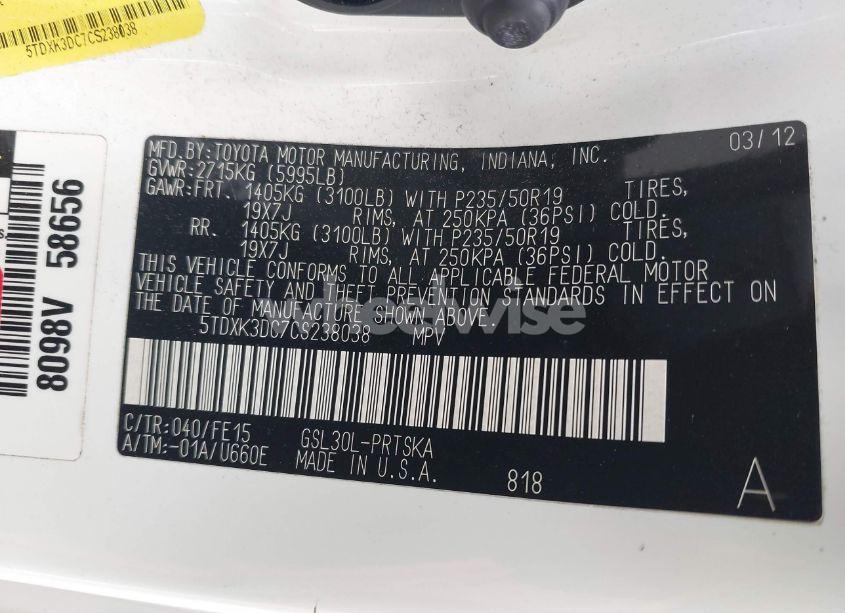 5TDXK3DC7CS238038
8098V 58656
MFD.BY:TOYOTA MOTOR MANUFACTURING, INDIANA, INC. 03/12
GVWR:2715KG (5995LB)
GAWR:FRT. 1405KG (3100LB) WITH P235/50R19 TIRES,
19X7J RIMS, AT 250KPA (36PSI) COLD.
RR. 1405KG (3100LB) WITH P235/50R19 TIRES,
19X7J RIMS, AT 250KPA (36PSI) COLD.
THIS VEHICLE CONFORMS TO ALL APPLICABLE FEDERAL MOTOR
VEHICLE SAFETY AND THEFT PREVENTION STANDARDS IN EFFECT ON
THE DATE OF MANUFACTURE SHOWN ABOVE.
5TDXK3DC7CS238038 MPV
wheelwise
C/TR:040/FE15 GSL30L-PRTSKA
A/TM:-01A/U660E MADE IN U.S.A.
818
A